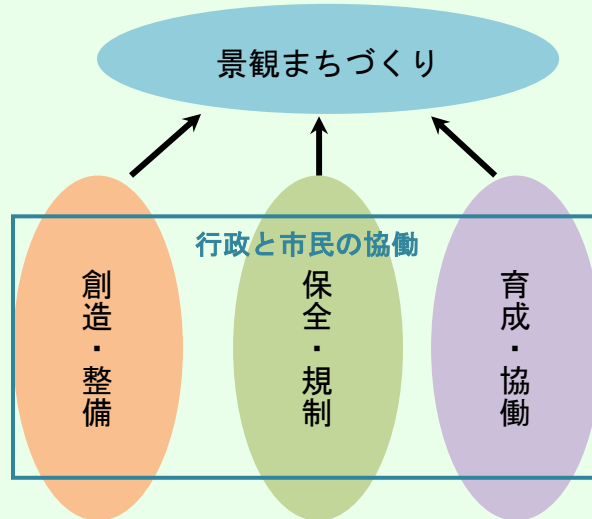 景観まちづくり
行政と市民の協働
創造・整備
保全・規制
育成・協働